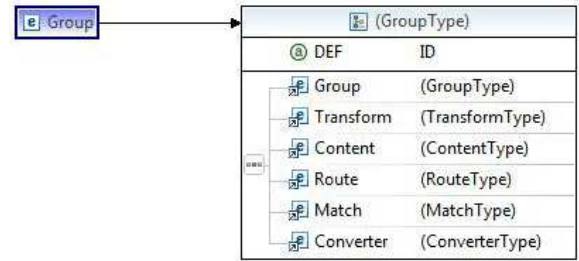 Group
(GroupType)
DEF ID
Group (GroupType)
Transform (TransformType)
Content (ContentType)
Route (RouteType)
Match (MatchType)
Converter (ConverterType)